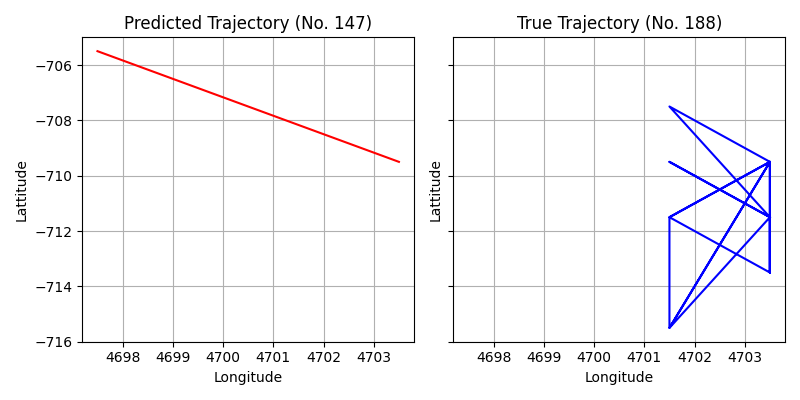 Predicted Trajectory (No. 147)
True Trajectory (No. 188)
Lattitude
−706
−708
−710
−712
−714
−716
4698 4699 4700 4701 4702 4703
Longitude
Lattitude
4698 4699 4700 4701 4702 4703
Longitude